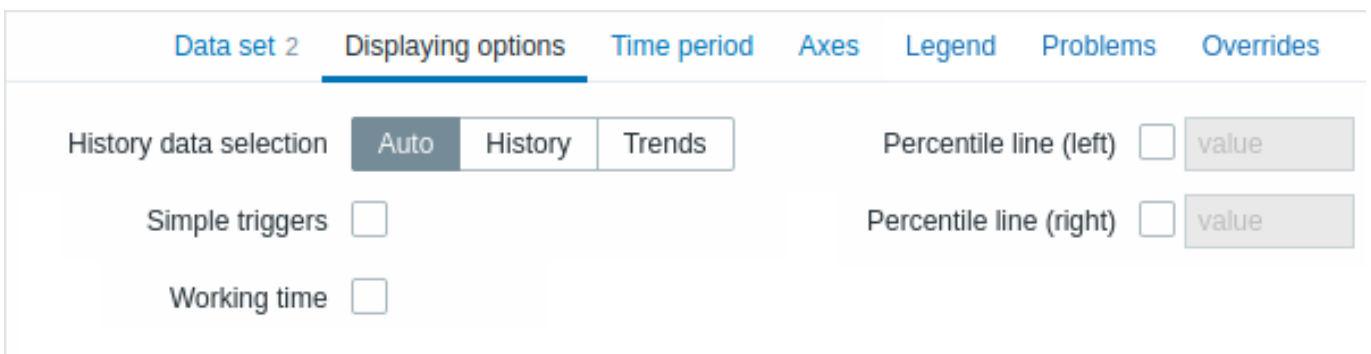 Data set 2 Displaying options Time period Axes Legend Problems Overrides
History data selection Auto History Trends Percentile line (left) value
Simple triggers Percentile line (right) value
Working time